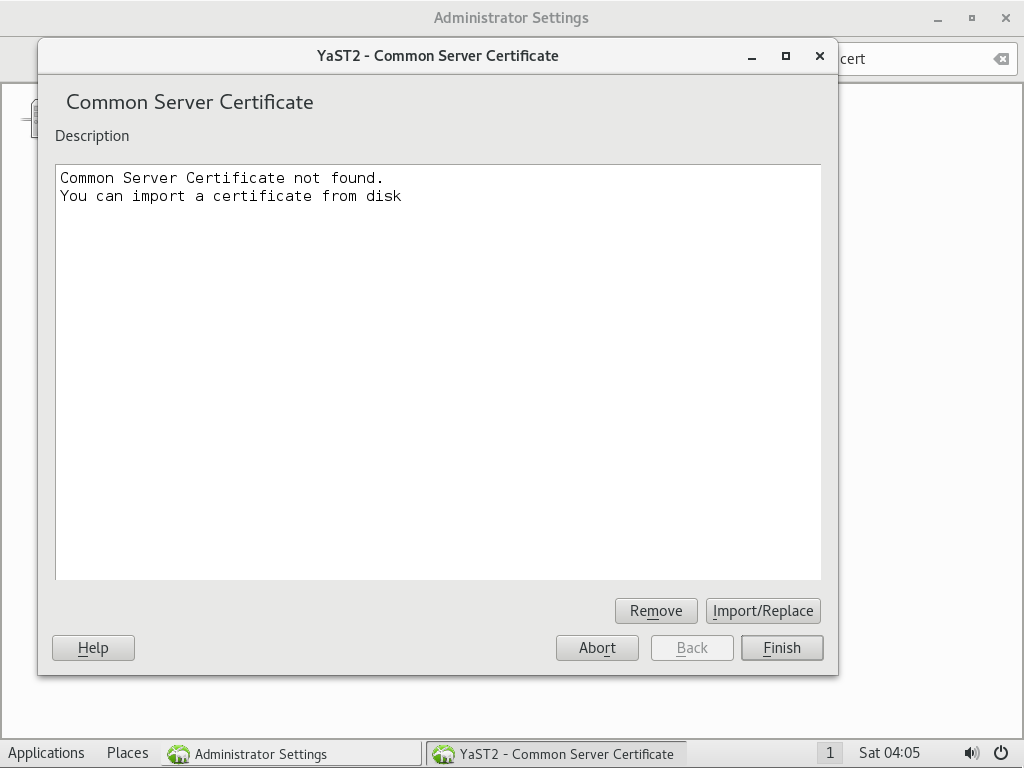 Administrator Settings
YaST2 - Common Server Certificate
cert
Common Server Certificate
Description
Common Server Certificate not found.
You can import a certificate from disk
Remove
Import/Replace
Help
Abort
Back
Finish
Applications
Places
Administrator Settings
YaST2 - Common Server Certificate
1
Sat 04:05